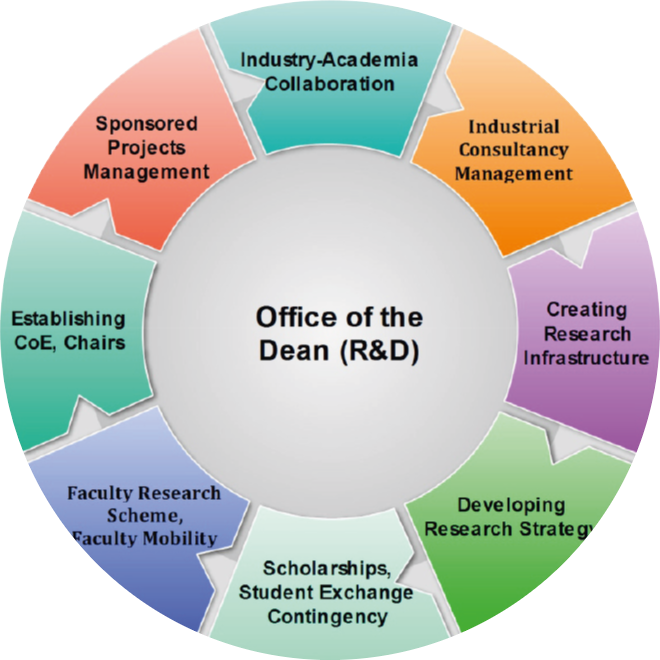 Industry-Academia
Collaboration
Industrial
Consultancy
Management
Creating
Research
Infrastructure
Developing
Research Strategy
Scholarships,
Student Exchange
Contingency
Faculty Research
Scheme,
Faculty Mobility
Establishing
CoE, Chairs
Sponsored
Projects
Management
Office of the
Dean (R&D)